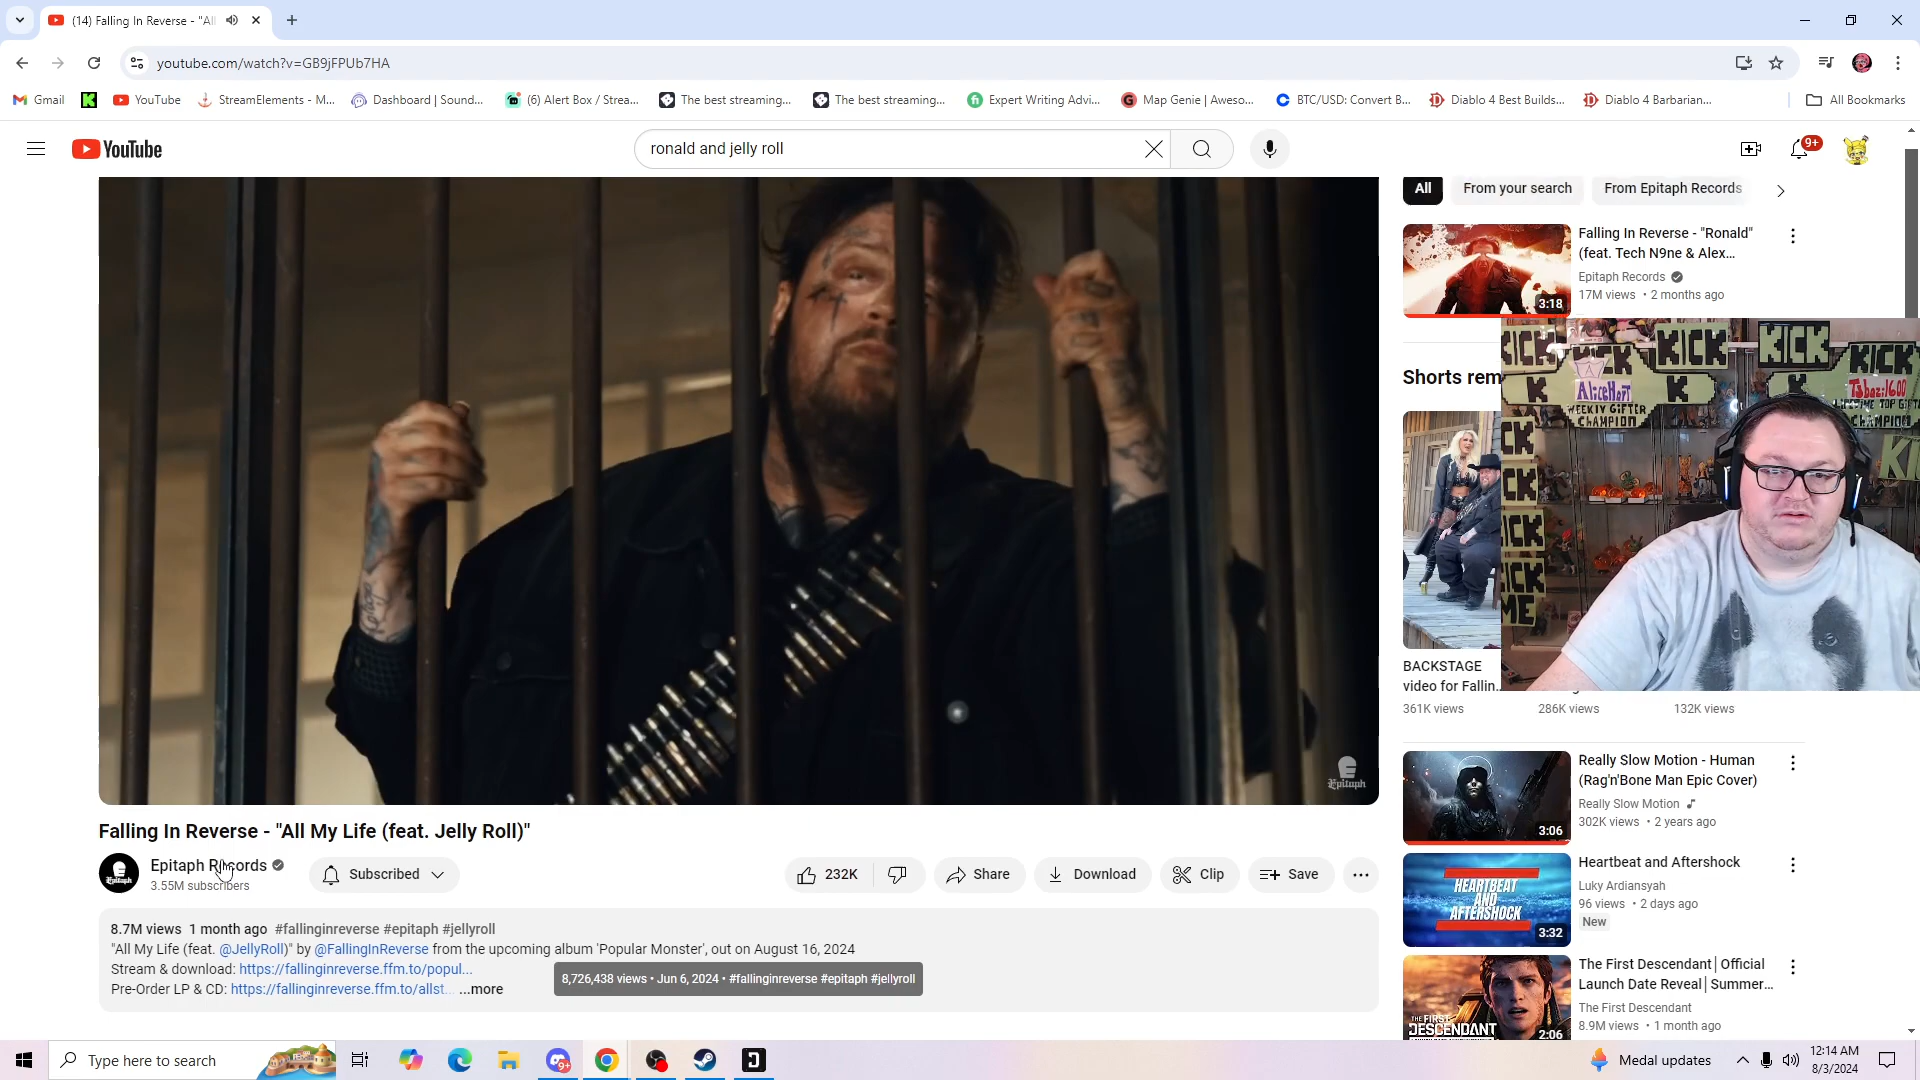 (14) Falling In Reverse - "Al
youtube.com/watch?v=GB9jFPUb7HA
Gmail
YouTube
StreamElements - M...
Dashboard | Sound...
(6) Alert Box / Strea...
The best streaming...
The best streaming...
Expert Writing Advi...
Map Genie | Aweso...
BTC/USD: Convert B...
Diablo 4 Best Builds...
Diablo 4 Barbarian...
All Bookmarks
YouTube
ronald and jelly roll
9+
All
From your search
From Epitaph Records
Falling In Reverse - "Ronald"
(feat. Tech N9ne & Alex...
Epitaph Records
17M views • 2 months ago
3:18
Shorts rem
KICK
KICK
KICK
AliceHart
WEEKLY GIFTER
CHAMPION
BACKSTAGE
video for Fallin...
361K views
286K views
132K views
Epitaph
Falling In Reverse - "All My Life (feat. Jelly Roll)"
Epitaph Records
3.55M subscribers
Subscribed
232K
Share
Download
Clip
Save
8.7M views 1 month ago #fallinginreverse #epitaph #jellyroll
"All My Life (feat. @JellyRoll)" by @FallingInReverse from the upcoming album 'Popular Monster', out on August 16, 2024
Stream & download: https://fallinginreverse.ffm.to/popul...
Pre-Order LP & CD: https://fallinginreverse.ffm.to/allst... ...more
8,726,438 views • Jun 6, 2024 • #fallinginreverse #epitaph #jellyroll
Really Slow Motion - Human
(Rag'n'Bone Man Epic Cover)
Really Slow Motion
302K views • 2 years ago
3:06
Heartbeat and Aftershock
Luky Ardiansyah
96 views • 2 days ago
New
HEARTBEAT
AND
AFTERSHOCK
3:32
The First Descendant│Official
Launch Date Reveal│Summer...
The First Descendant
8.9M views • 1 month ago
THE FIRST
DESCENDANT
2:06
Type here to search
9+
Medal updates
12:14 AM
8/3/2024